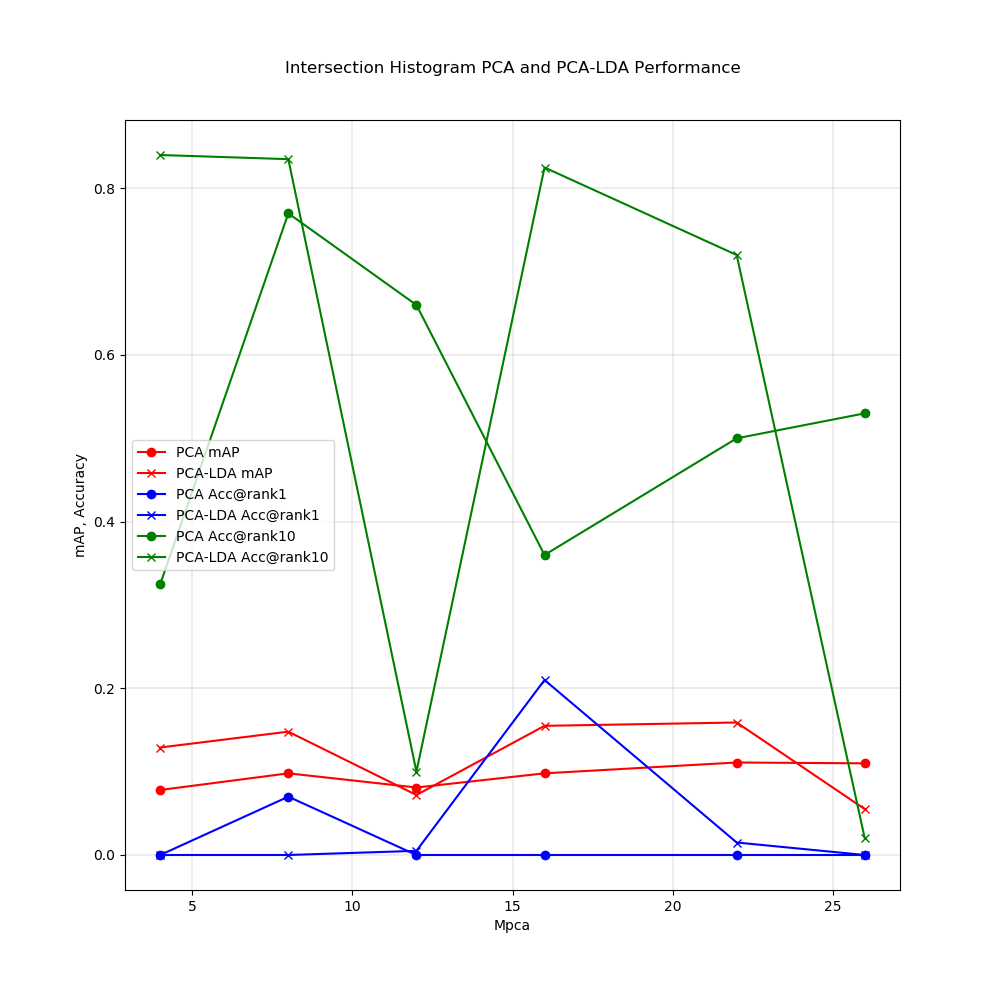 Intersection Histogram PCA and PCA-LDA Performance
0.8
0.6
0.4
0.2
0.0
mAP, Accuracy
PCA mAP
PCA-LDA mAP
PCA Acc@rank1
PCA-LDA Acc@rank1
PCA Acc@rank10
PCA-LDA Acc@rank10
5 10 15 20 25
Mpca